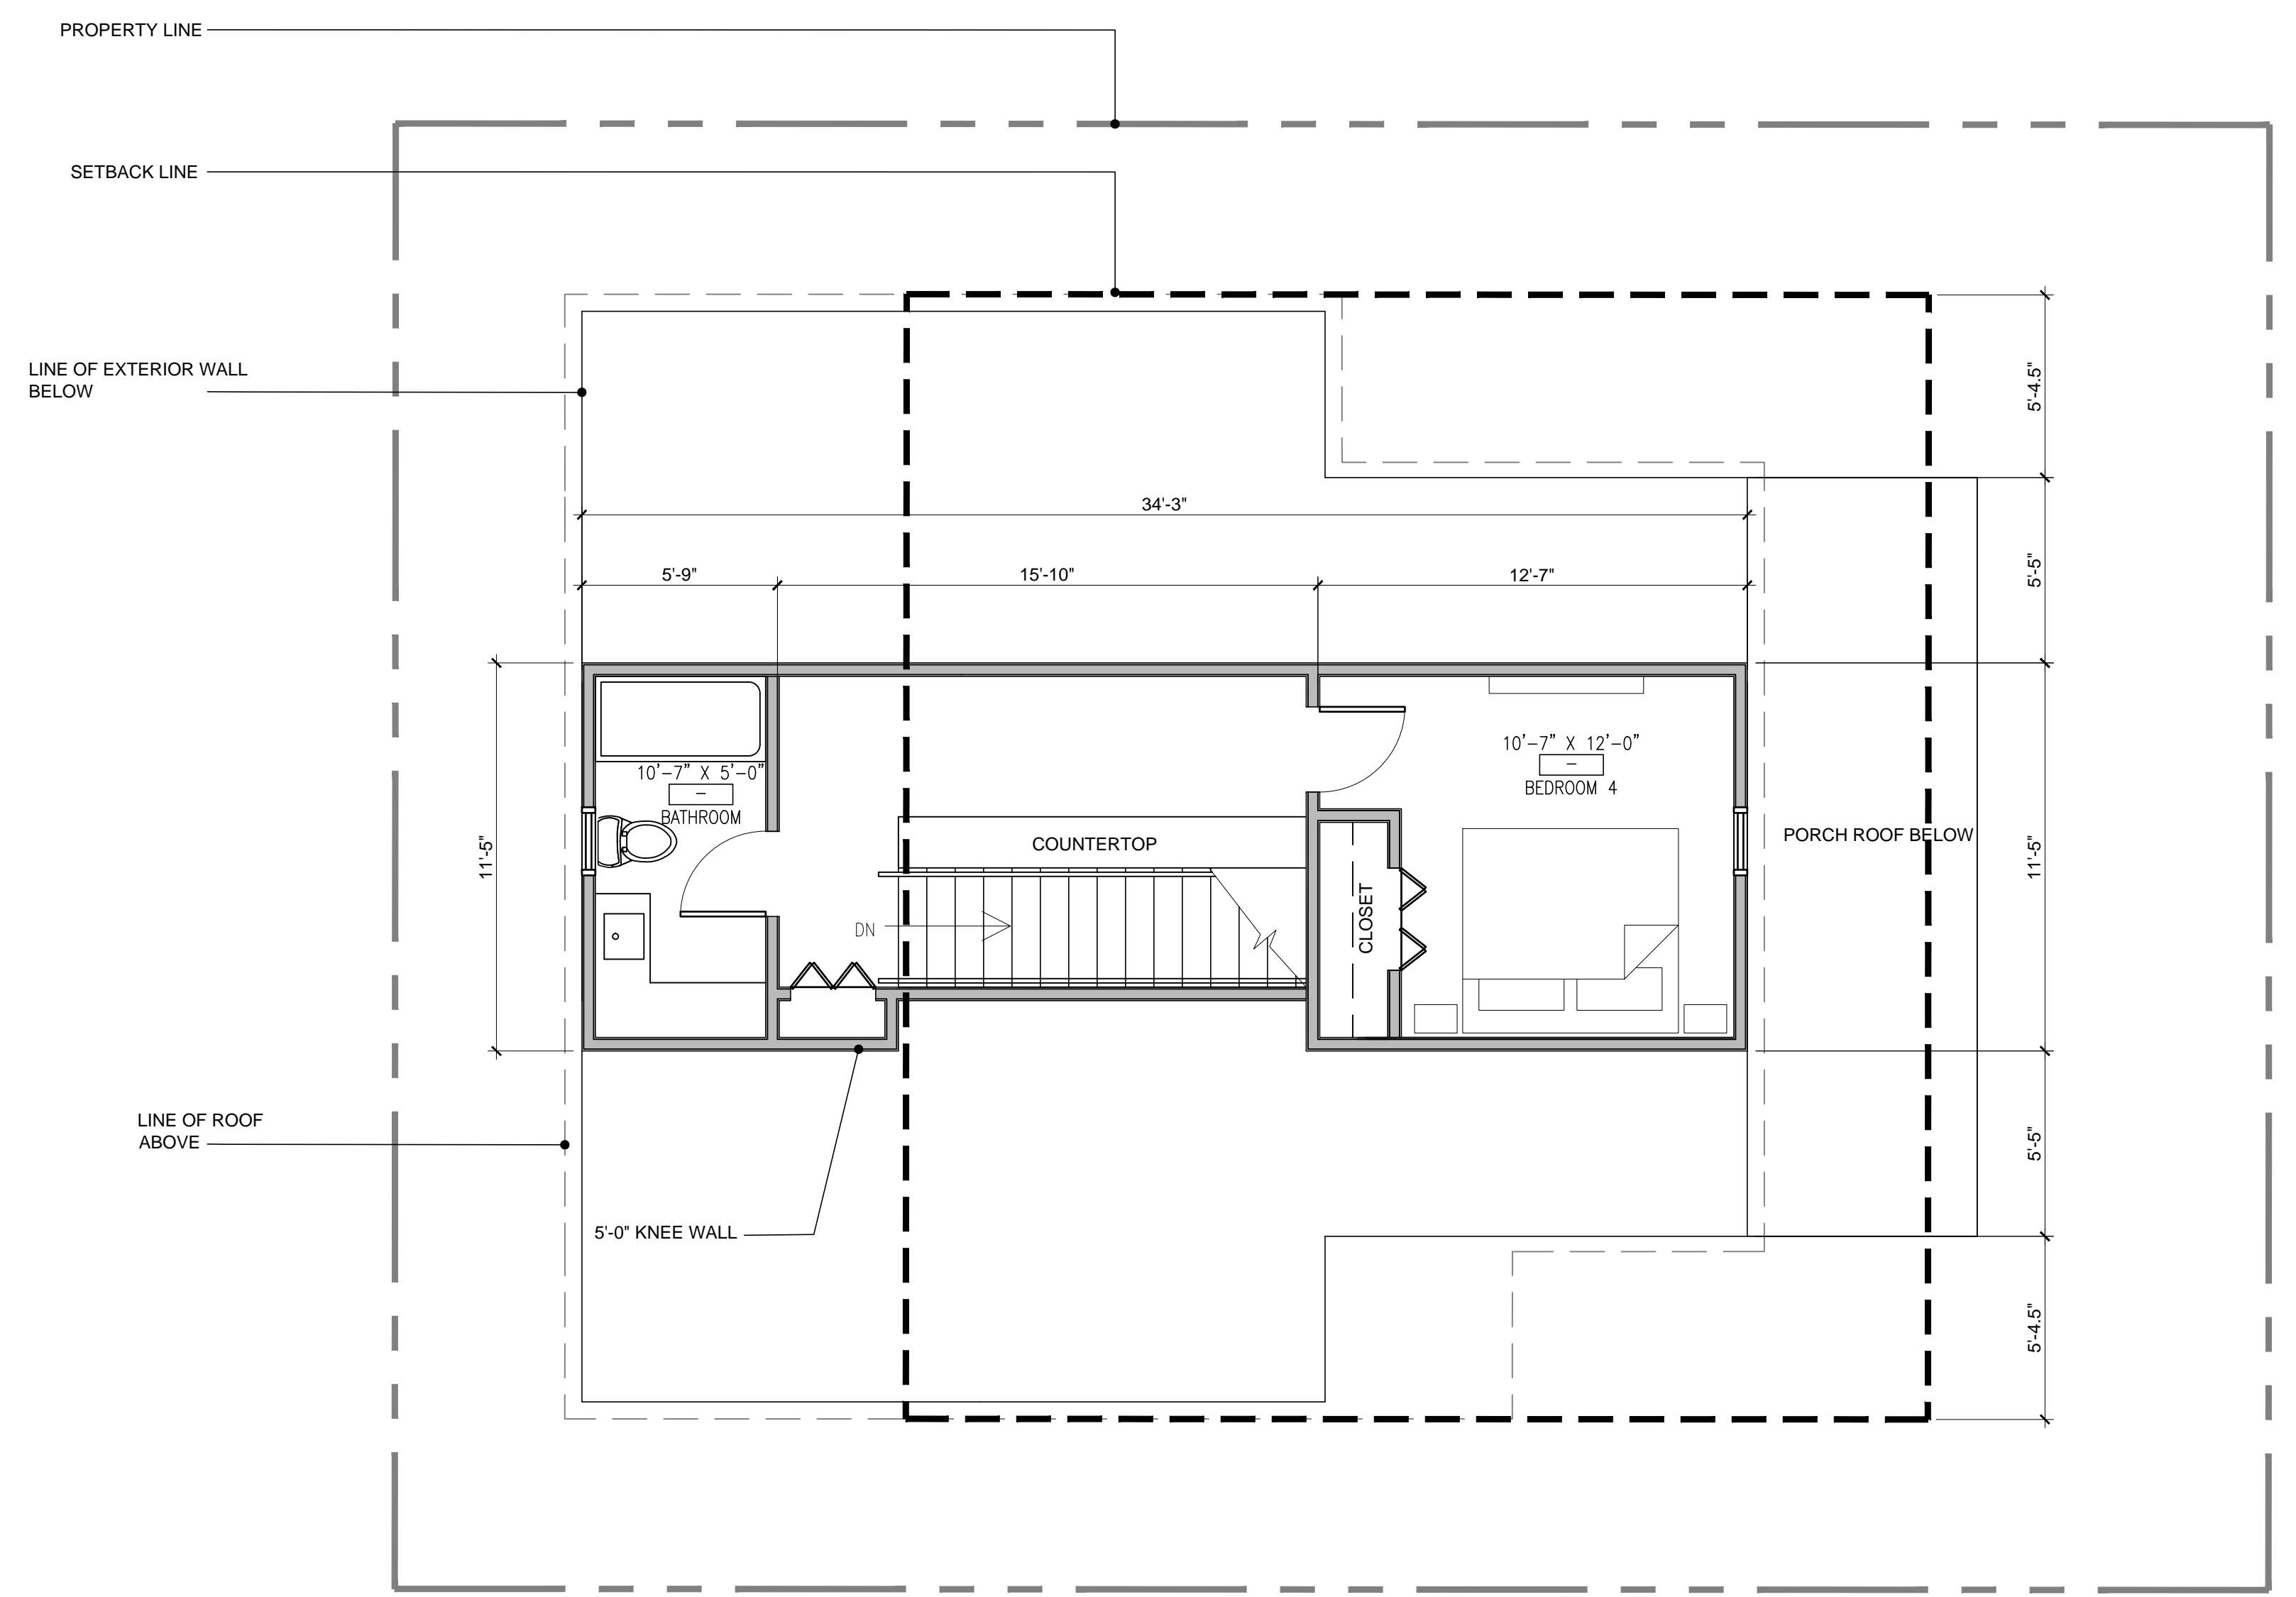 PROPERTY LINE
SETBACK LINE
LINE OF EXTERIOR WALL
BELOW
5'-4.5"
34'-3"
5'-9"
15'-10"
12'-7"
5'-5"
10'-7" X 12'-0"
-
BEDROOM 4
10'-7" X 5'-0"
-
BATHROOM
COUNTERTOP
PORCH ROOF BELOW
11'-5"
11'-5"
CLOSET
DN
LINE OF ROOF
ABOVE
5'-5"
5'-0" KNEE WALL
5'-4.5"